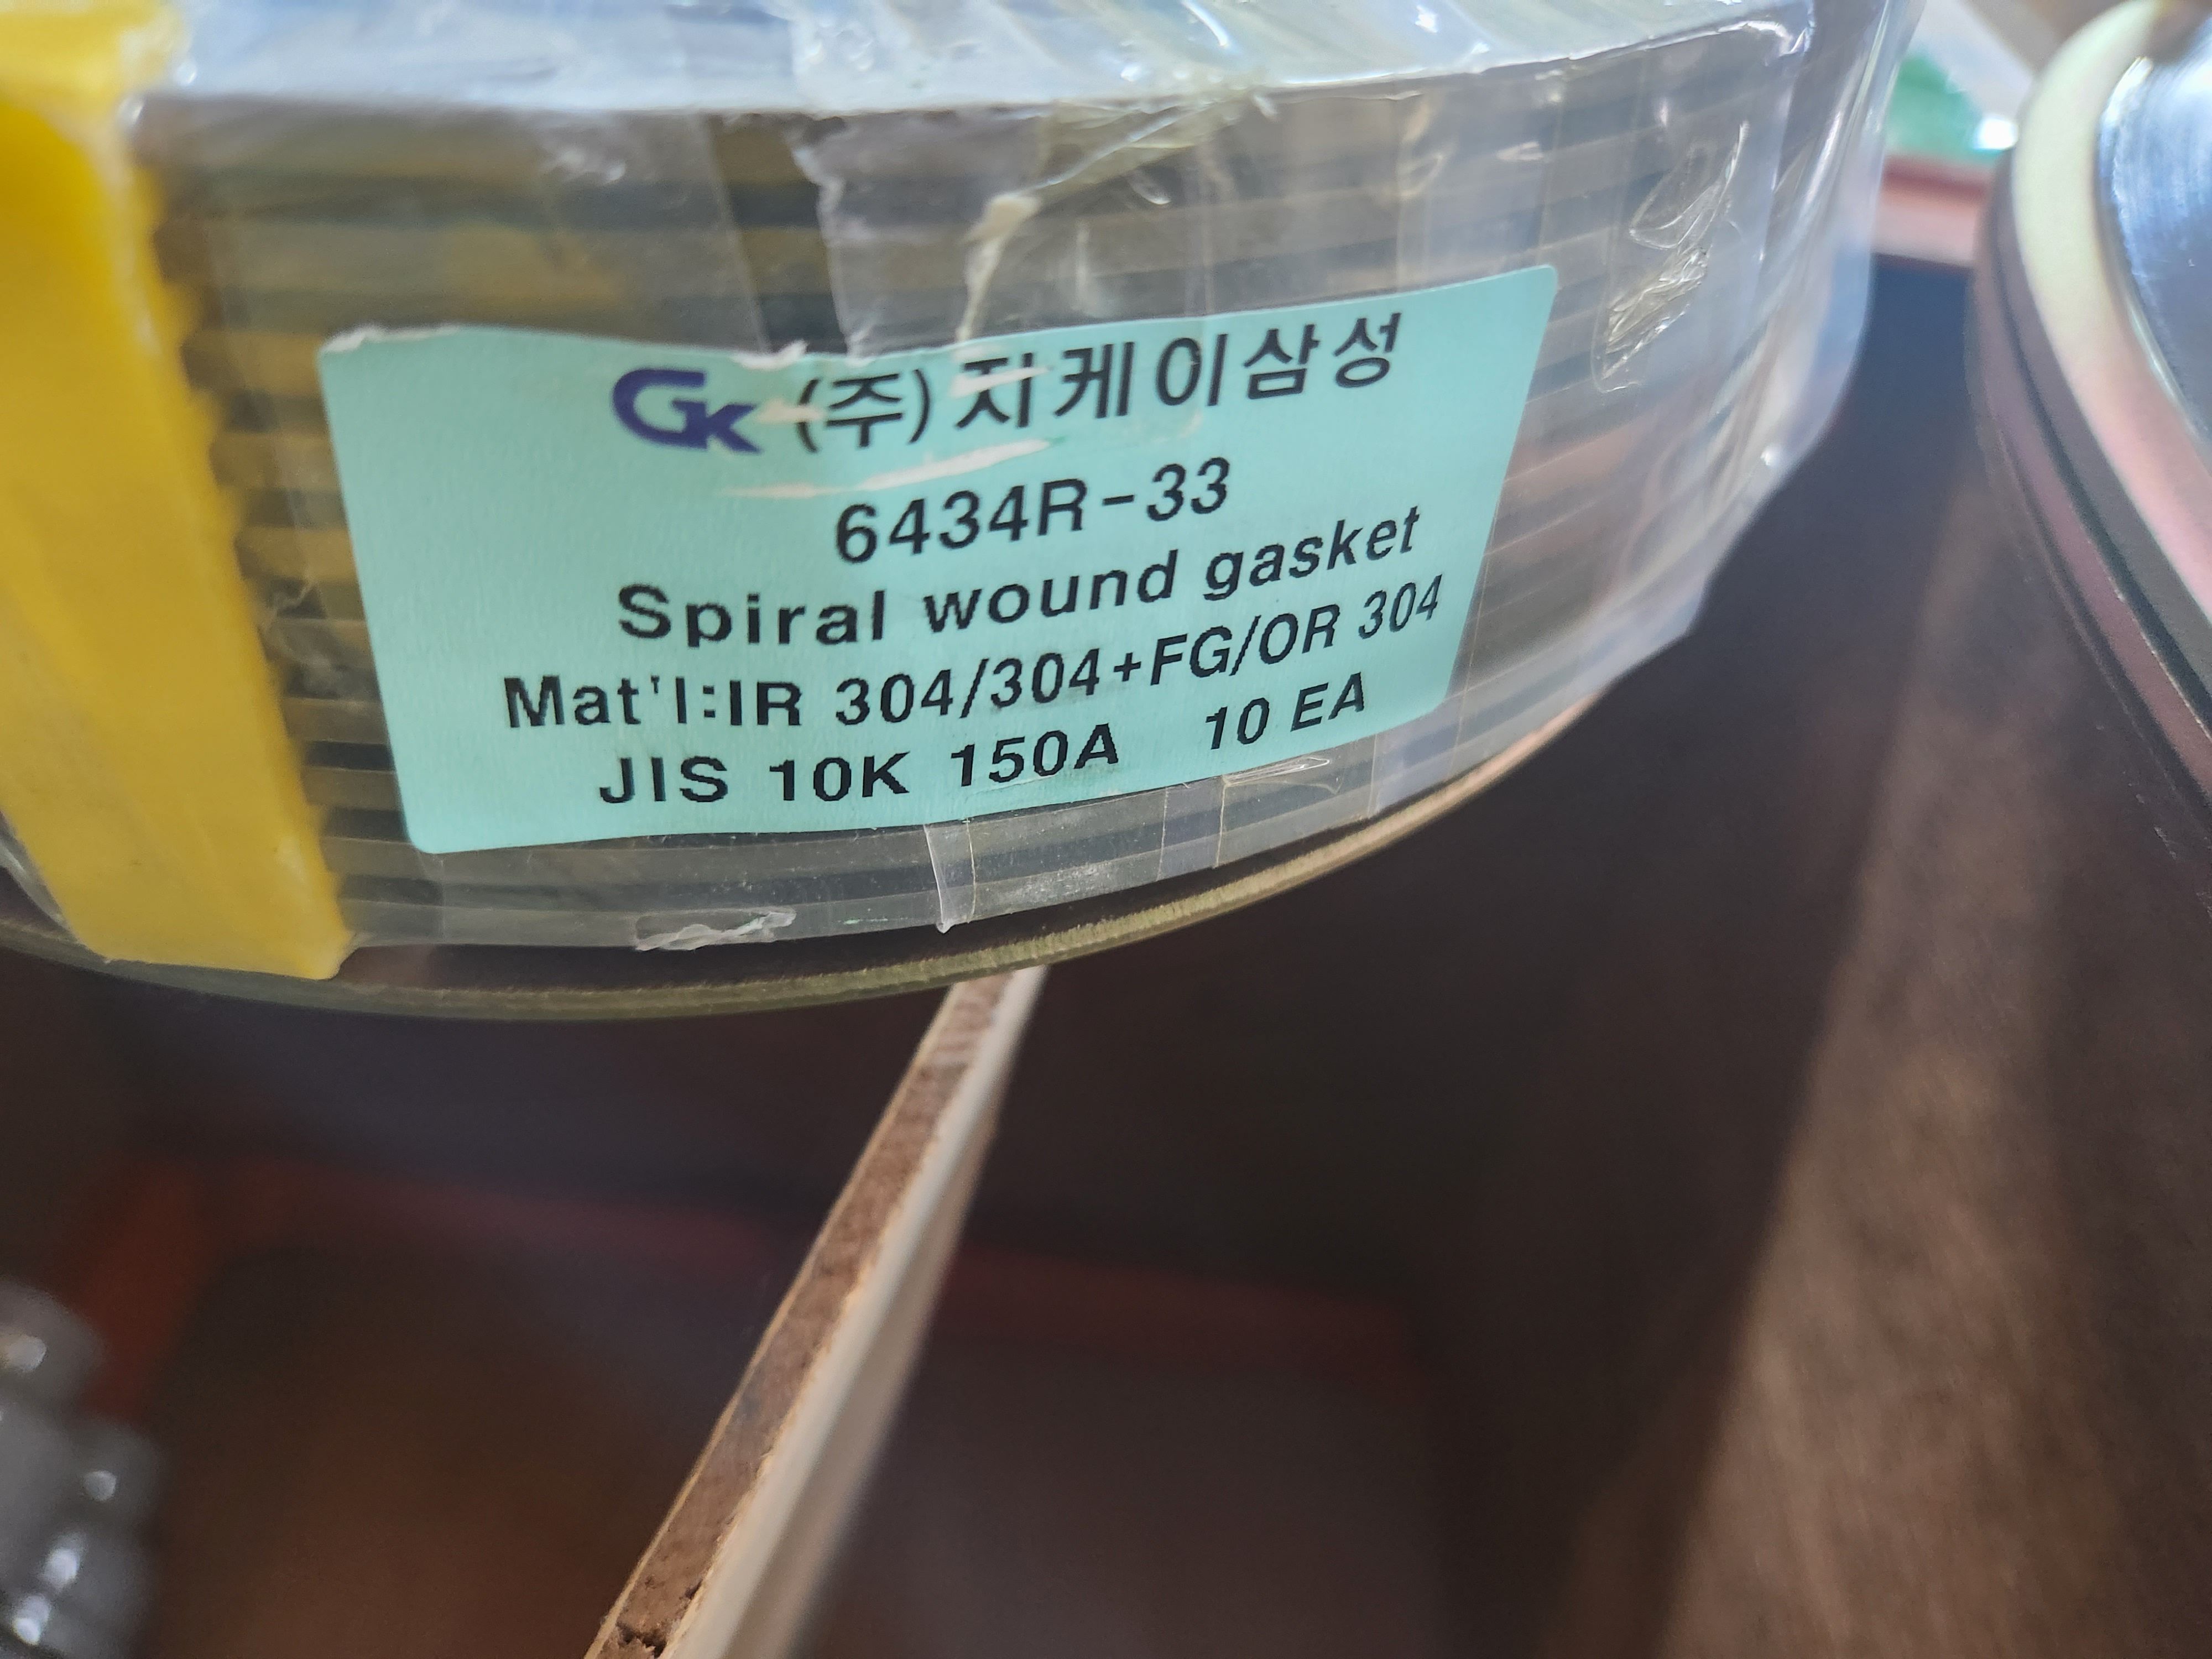 GK (주)지케이삼성
6434R-33
Spiral wound gasket
Mat'l:IR 304/304+FG/OR 304
JIS 10K 150A 10 EA